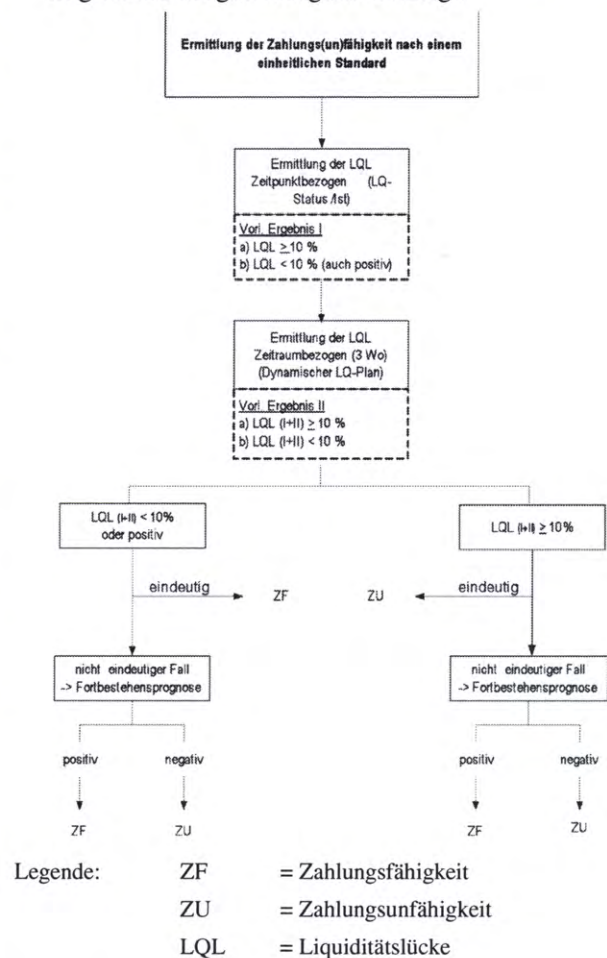 Ermittlung der Zahlungs(un)fähigkeit nach einem
einheitlichen Standard
Ermittlung der LQL
Zeitpunktbezogen (LQ-
Status /Ist)
Vorl. Ergebnis I
a) LQL ≥ 10 %
b) LQL < 10 % (auch positiv)
Ermittlung der LQL
Zeitraumbezogen (3 Wo)
(Dynamischer LQ-Plan)
Vorl. Ergebnis II
a) LQL (I+II) ≥ 10 %
b) LQL (I+II) < 10 %
LQL (I+II) < 10%
oder positiv
LQL (I+II) ≥ 10%
eindeutig
ZF
ZU
eindeutig
nicht eindeutiger Fall
-> Fortbestehensprognose
nicht eindeutiger Fall
-> Fortbestehensprognose
positiv
negativ
positiv
negativ
ZF
ZU
ZF
ZU
Legende: ZF = Zahlungsfähigkeit
ZU = Zahlungsunfähigkeit
LQL = Liquiditätslücke